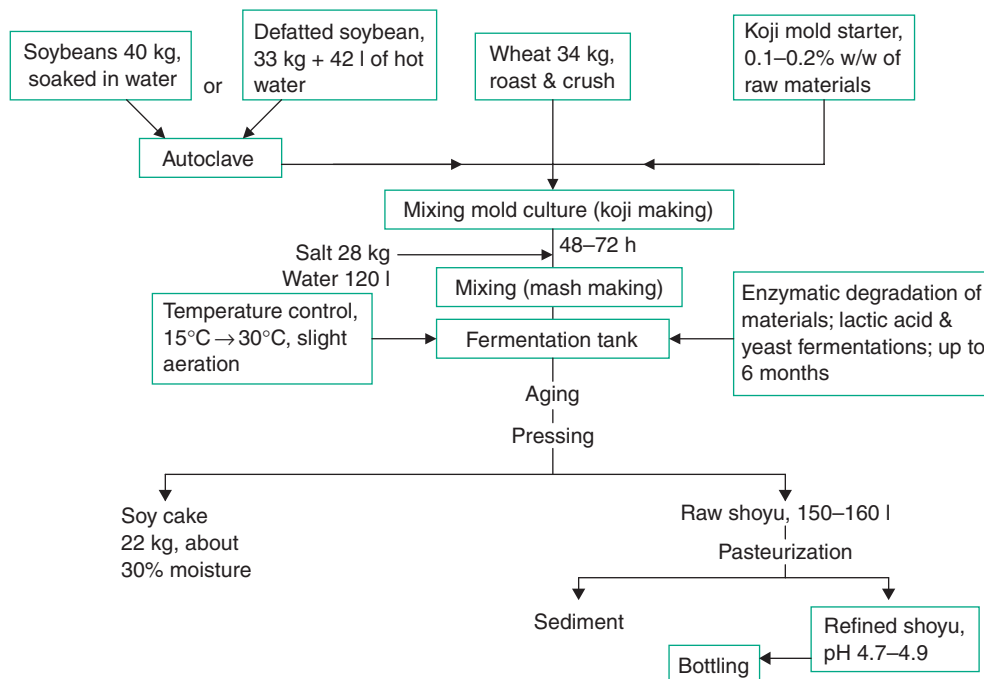 Soybeans 40 kg,
soaked in water
or
Defatted soybean,
33 kg + 42 l of hot
water
Wheat 34 kg,
roast & crush
Koji mold starter,
0.1–0.2% w/w of
raw materials
Autoclave
Mixing mold culture (koji making)
48–72 h
Salt 28 kg
Water 120 l
Mixing (mash making)
Temperature control,
15°C → 30°C, slight
aeration
Fermentation tank
Enzymatic degradation of
materials; lactic acid &
yeast fermentations; up to
6 months
Aging
Pressing
Soy cake
22 kg, about
30% moisture
Raw shoyu, 150–160 l
Pasteurization
Sediment
Refined shoyu,
pH 4.7–4.9
Bottling